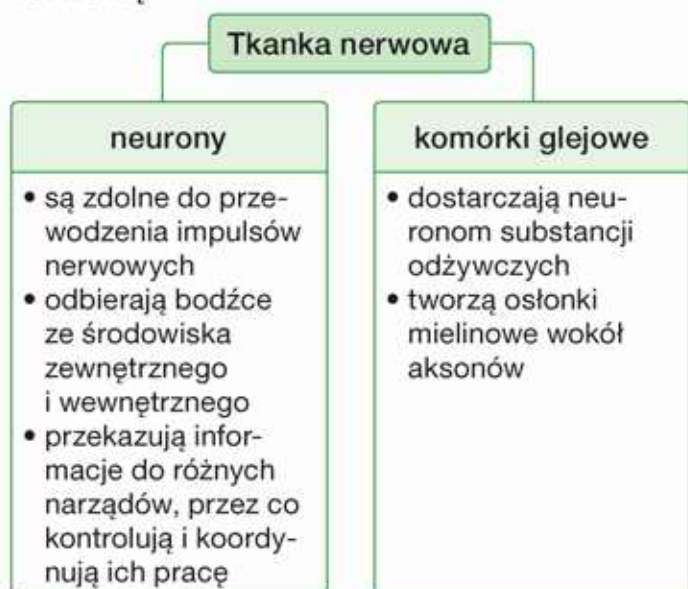 Tkanka nerwowa
neurony
• są zdolne do prze-
wodzenia impulsów
nerwowych
• odbierają bodźce
ze środowiska
zewnętrznego
i wewnętrznego
• przekazują infor-
macje do różnych
narządów, przez co
kontrolują i koordy-
nują ich pracę
komórki glejowe
• dostarczają neu-
ronom substancji
odżywczych
• tworzą osłonki
mielinowe wokół
aksonów